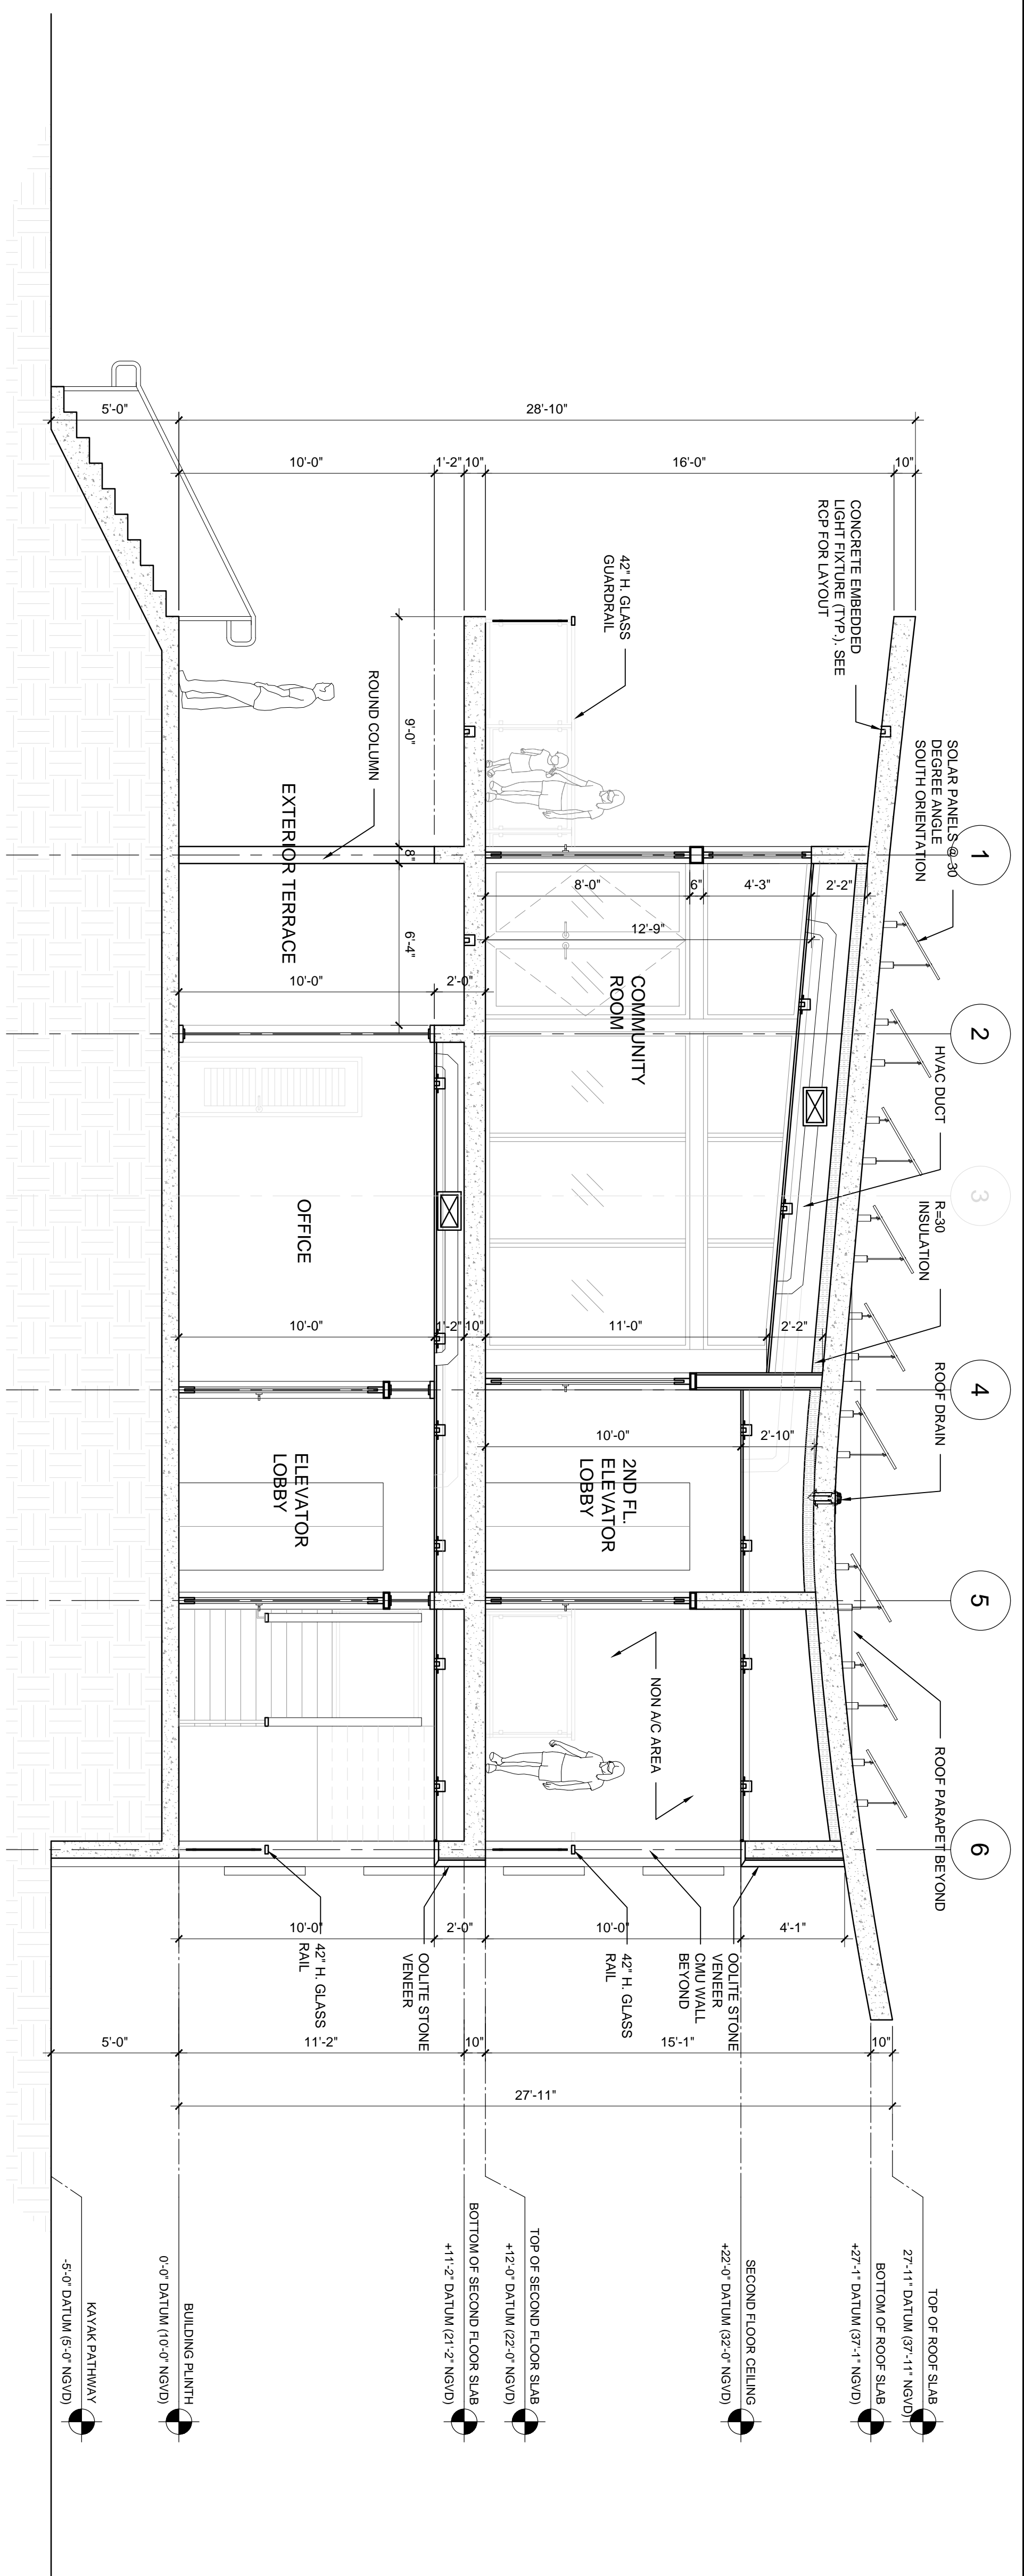 1
2
3
4
5
6
SOLAR PANELS @ 30
DEGREE ANGLE
SOUTH ORIENTATION
HVAC DUCT
R=30
INSULATION
ROOF DRAIN
ROOF PARAPET BEYOND
CONCRETE EMBEDDED
LIGHT FIXTURE (TYP.). SEE
RCP FOR LAYOUT
42" H. GLASS
GUARDRAIL
ROUND COLUMN
EXTERIOR TERRACE
COMMUNITY
ROOM
OFFICE
ELEVATOR
LOBBY
2ND FL.
ELEVATOR
LOBBY
NON A/C AREA
OOLITE STONE
VENEER
CMU WALL
BEYOND
42" H. GLASS
RAIL
OOLITE STONE
VENEER
42" H. GLASS
RAIL
5'-0"
28'-10"
10'-0"
1'-2"
10"
16'-0"
10"
9'-0"
8"
6'-4"
8'-0"
6"
4'-3"
2'-2"
12'-9"
10'-0"
2'-0"
10'-0"
1'-2"
10"
11'-0"
2'-2"
10'-0"
2'-10"
10'-0"
2'-0"
10'-0"
4'-1"
5'-0"
11'-2"
10"
15'-1"
10"
27'-11"
TOP OF ROOF SLAB
27'-11" DATUM (37'-11" NGVD)
BOTTOM OF ROOF SLAB
+27'-1" DATUM (37'-1" NGVD)
SECOND FLOOR CEILING
+22'-0" DATUM (32'-0" NGVD)
TOP OF SECOND FLOOR SLAB
+12'-0" DATUM (22'-0" NGVD)
BOTTOM OF SECOND FLOOR SLAB
+11'-2" DATUM (21'-2" NGVD)
BUILDING PLINTH
0'-0" DATUM (10'-0" NGVD)
KAYAK PATHWAY
-5'-0" DATUM (5'-0" NGVD)